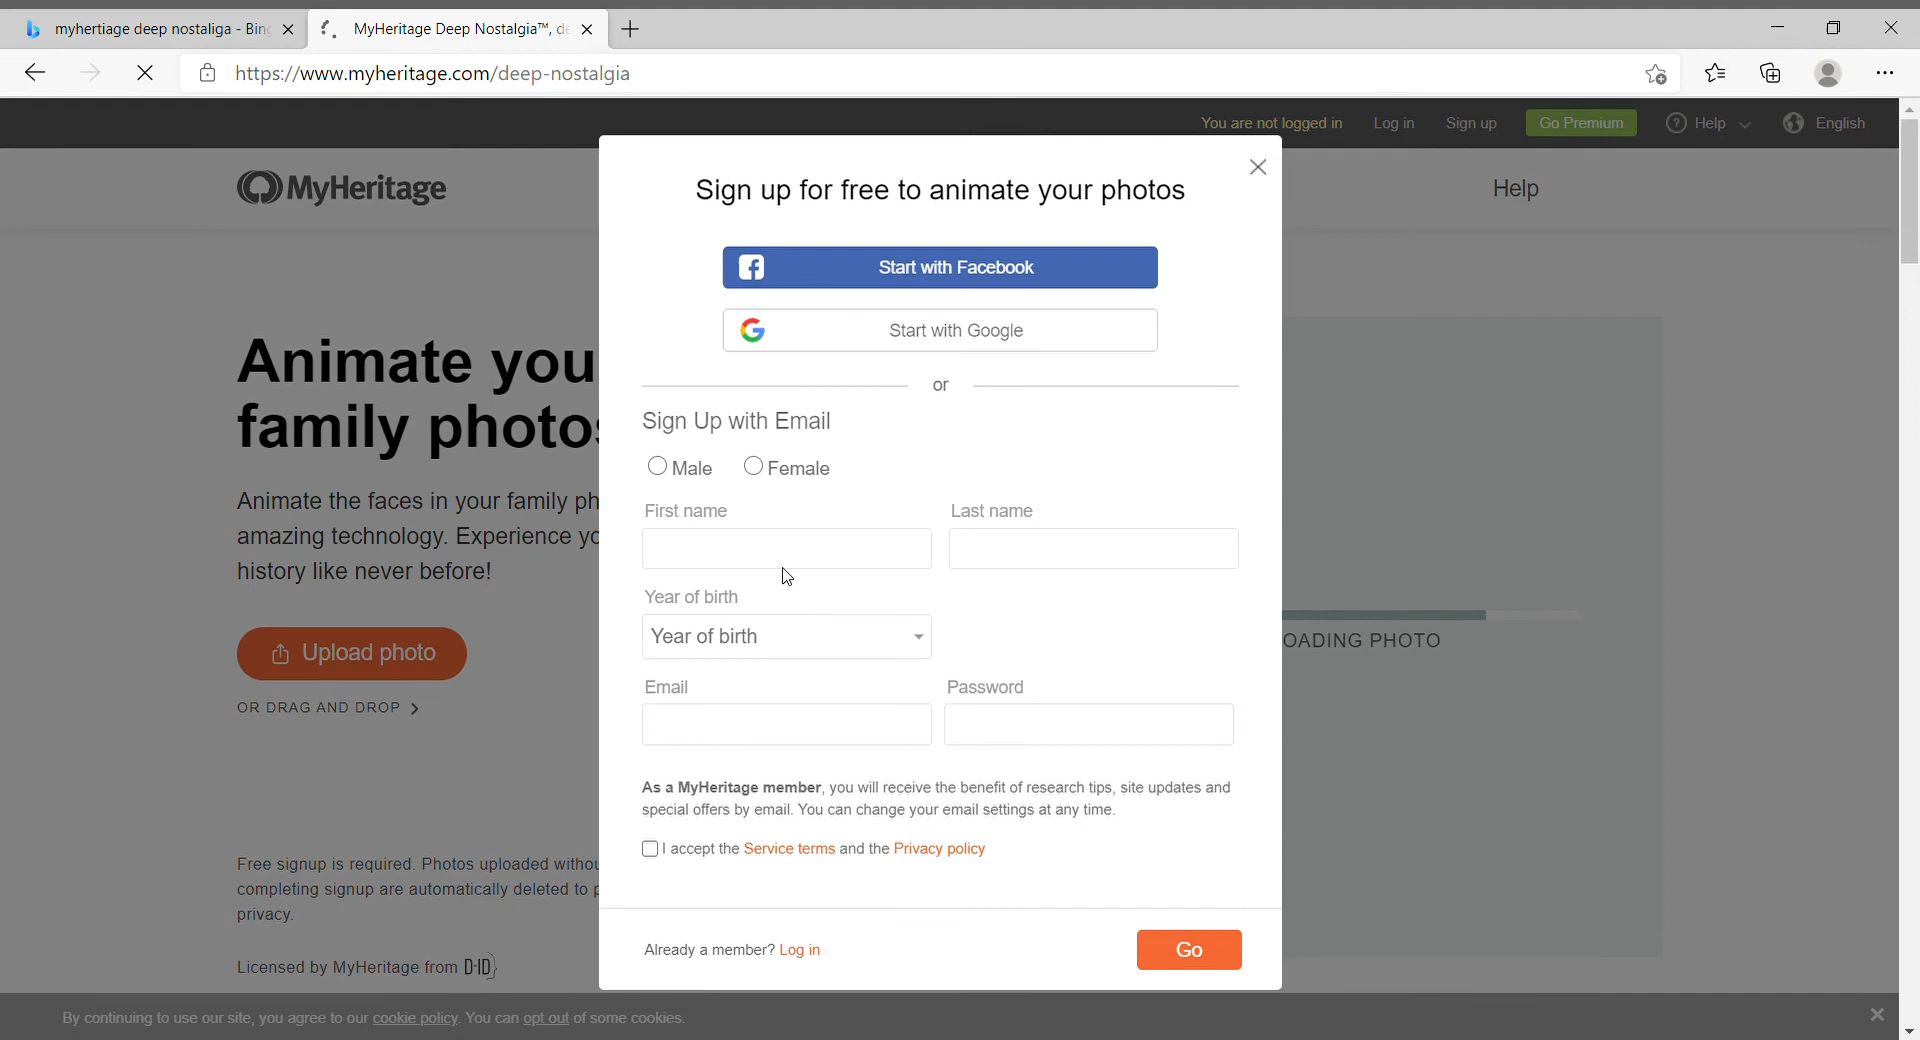 myhertiage deep nostaliga - Bing
MyHeritage Deep Nostalgia™, de
https://www.myheritage.com/deep-nostalgia
You are not logged in
Log in
Sign up
Go Premium
Help
English
MyHeritage
Help
Sign up for free to animate your photos
Start with Facebook
Start with Google
or
Sign Up with Email
Male
Female
First name
Last name
Year of birth
Year of birth
Email
Password
As a MyHeritage member, you will receive the benefit of research tips, site updates and
special offers by email. You can change your email settings at any time.
I accept the Service terms and the Privacy policy
Already a member? Log in
Go
Animate you
family photos
Animate the faces in your family ph
amazing technology. Experience yo
history like never before!
Upload photo
OR DRAG AND DROP
OADING PHOTO
Free signup is required. Photos uploaded withou
completing signup are automatically deleted to p
privacy.
Licensed by MyHeritage from D-ID
By continuing to use our site, you agree to our cookie policy. You can opt out of some cookies.